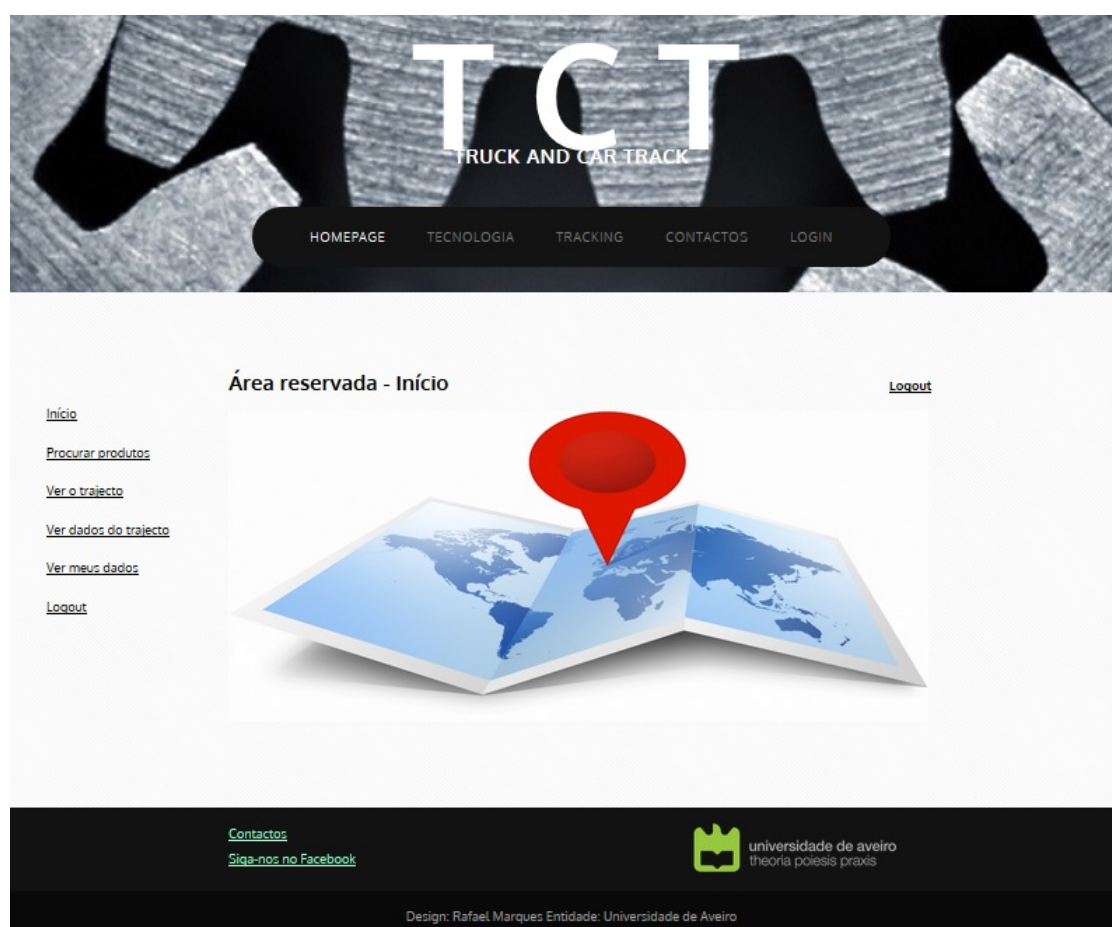 T C T
TRUCK AND CAR TRACK
HOMEPAGE TECNOLOGIA TRACKING CONTACTOS LOGIN
Área reservada - Início
Logout
Início
Procurar produtos
Ver o trajecto
Ver dados do trajecto
Ver meus dados
Logout
Contactos
Siga-nos no Facebook
universidade de aveiro
theoria poiesis praxis
Design: Rafael Marques Entidade: Universidade de Aveiro